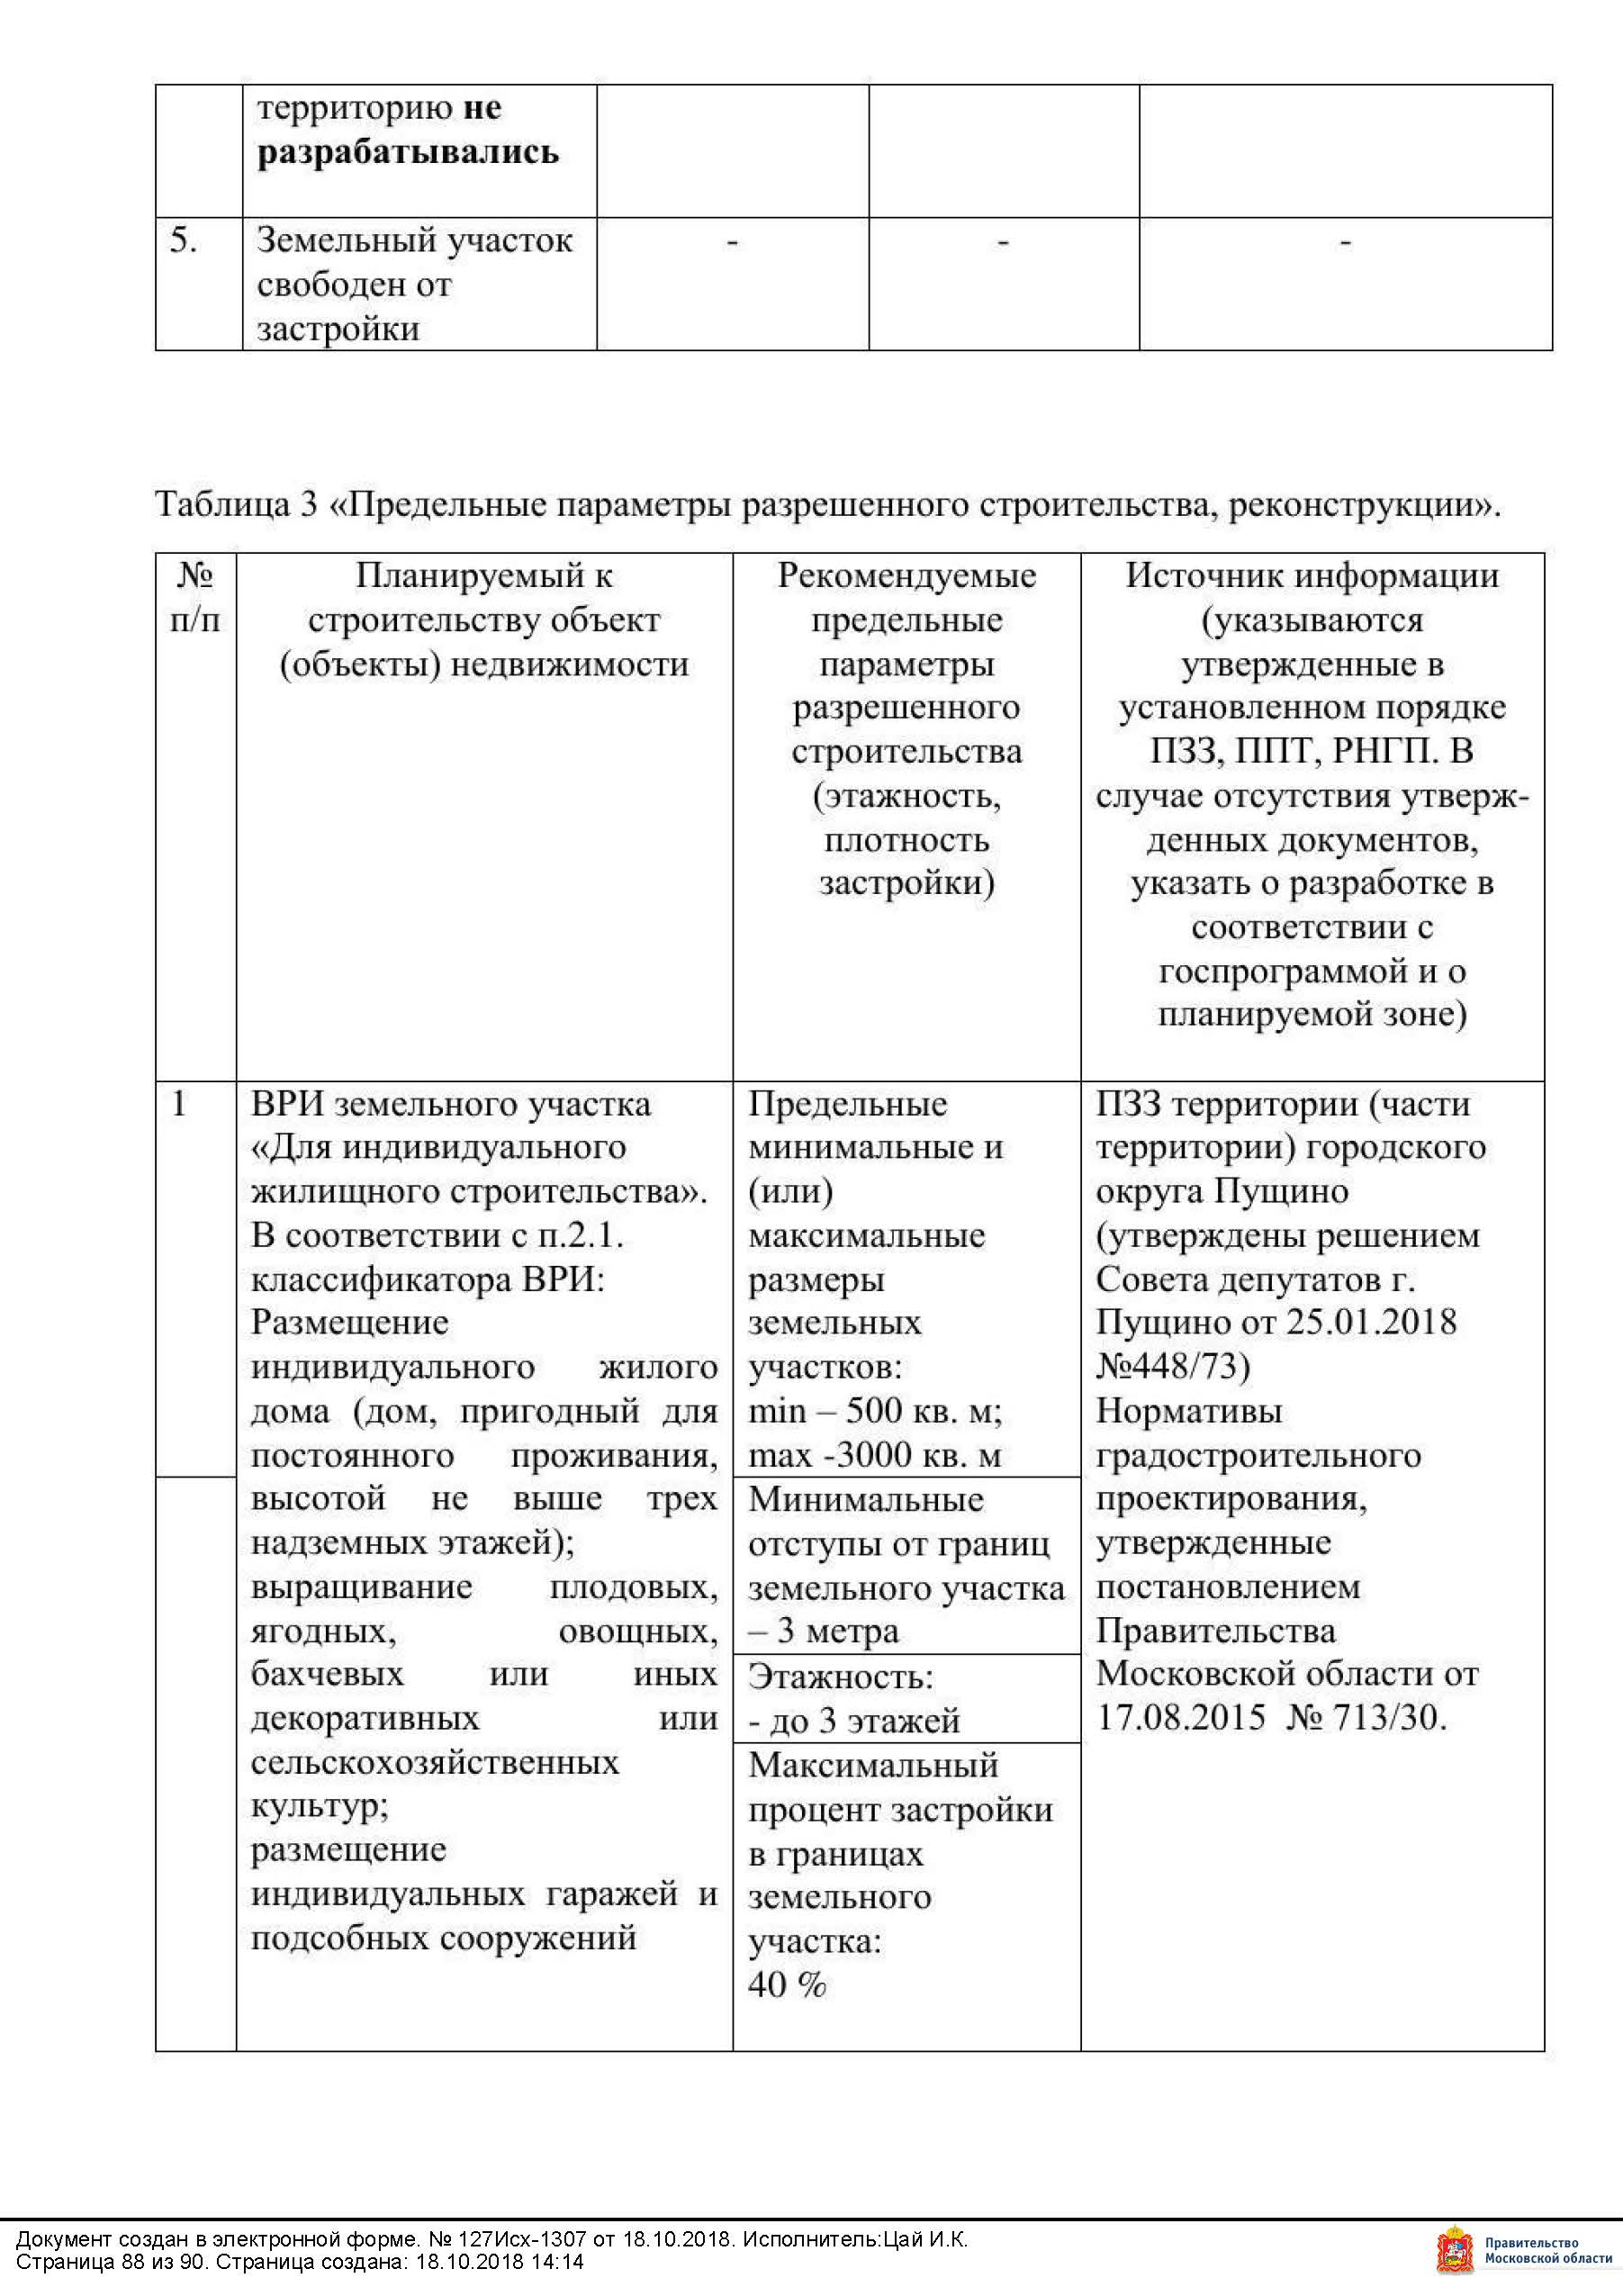 территорию не
разрабатывались
5.
Земельный участок
свободен от
застройки
-
-
-
Таблица 3 «Предельные параметры разрешенного строительства, реконструкции».
№
п/п
Планируемый к
строительству объект
(объекты) недвижимости
Рекомендуемые
предельные
параметры
разрешенного
строительства
(этажность,
плотность
застройки)
Источник информации
(указываются
утвержденные в
установленном порядке
ПЗЗ, ППТ, РНГП. В
случае отсутствия утверж-
денных документов,
указать о разработке в
соответствии с
госпрограммой и о
планируемой зоне)
1
ВРИ земельного участка
«Для индивидуального
жилищного строительства».
В соответствии с п.2.1.
классификатора ВРИ:
Размещение
индивидуального жилого
дома (дом, пригодный для
постоянного проживания,
высотой не выше трех
надземных этажей);
выращивание плодовых,
ягодных, овощных,
бахчевых или иных
декоративных или
сельскохозяйственных
культур;
размещение
индивидуальных гаражей и
подсобных сооружений
Предельные
минимальные и
(или)
максимальные
размеры
земельных
участков:
min – 500 кв. м;
max -3000 кв. м
Минимальные
отступы от границ
земельного участка
– 3 метра
Этажность:
- до 3 этажей
Максимальный
процент застройки
в границах
земельного
участка:
40 %
ПЗЗ территории (части
территории) городского
округа Пущино
(утверждены решением
Совета депутатов г.
Пущино от 25.01.2018
№448/73)
Нормативы
градостроительного
проектирования,
утвержденные
постановлением
Правительства
Московской области от
17.08.2015 № 713/30.
Документ создан в электронной форме. № 127Исх-1307 от 18.10.2018. Исполнитель:Цай И.К.
Страница 88 из 90. Страница создана: 18.10.2018 14:14
Правительство
Московской области